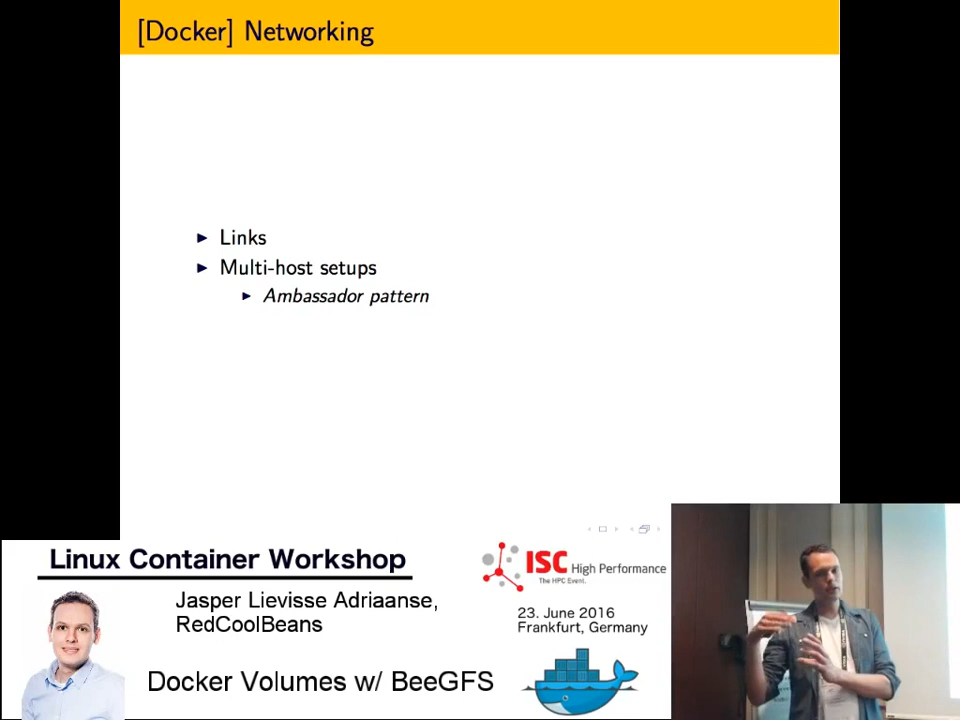 [Docker] Networking
Links
Multi-host setups
Ambassador pattern
Linux Container Workshop
Jasper Lievisse Adriaanse,
RedCoolBeans
Docker Volumes w/ BeeGFS
ISC High Performance
The HPC Event.
23. June 2016
Frankfurt, Germany